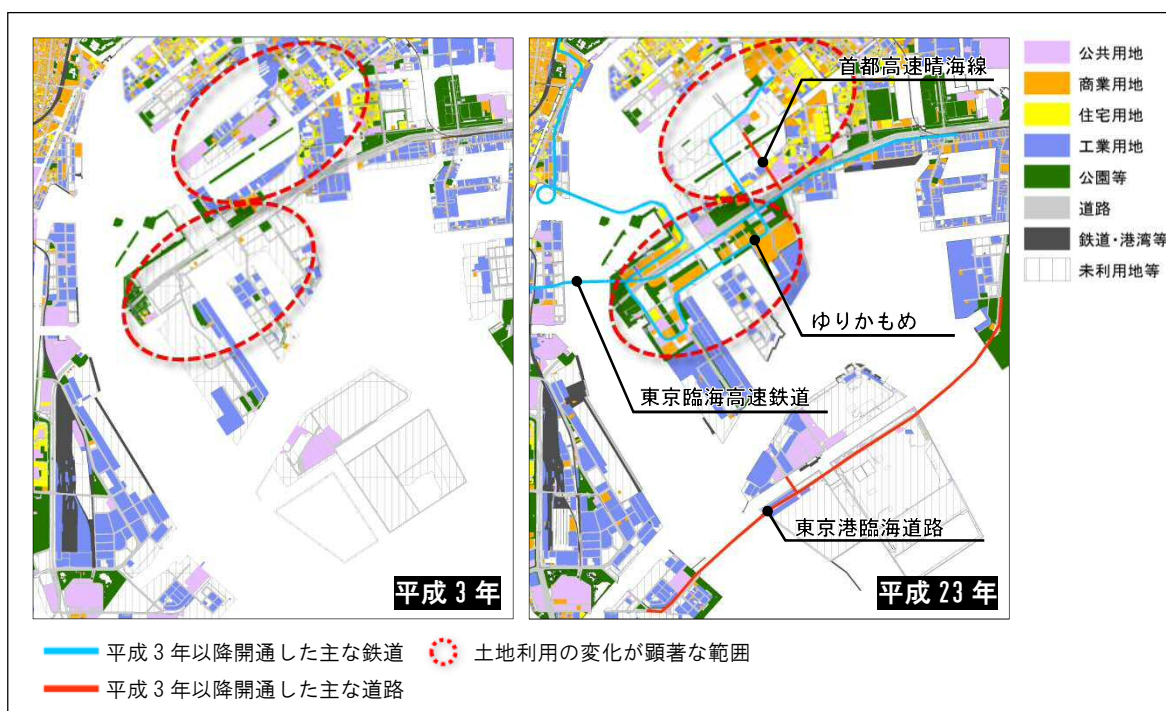 首都高速晴海線
ゆりかもめ
東京臨海高速鉄道
東京港臨海道路
平成3年
平成23年
公共用地
商業用地
住宅用地
工業用地
公園等
道路
鉄道・港湾等
未利用地等
平成3年以降開通した主な鉄道
土地利用の変化が顕著な範囲
平成3年以降開通した主な道路